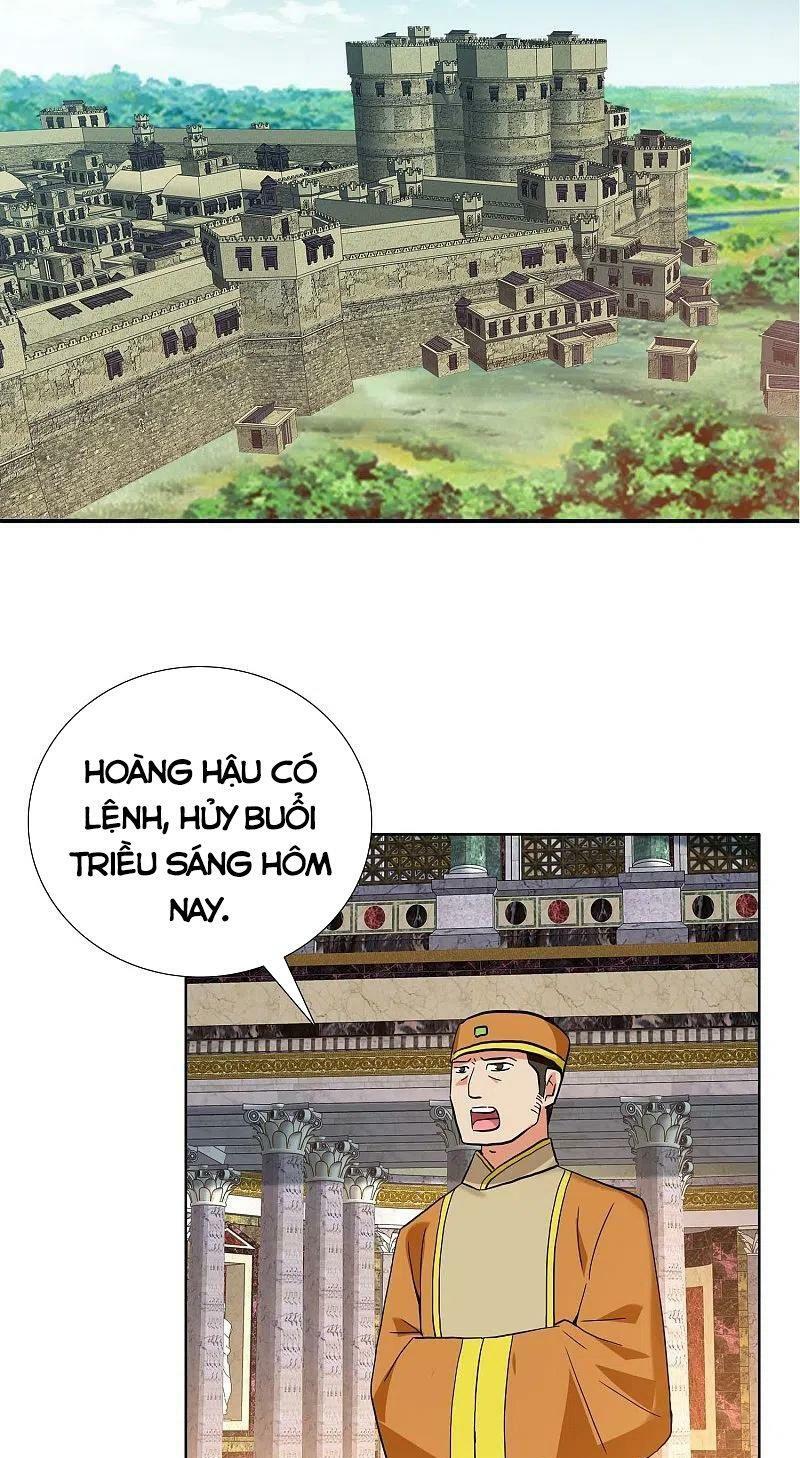 HOÀNG HẬU CÓ
LỆNH, HỦY BUỔI
TRIỀU SÁNG HÔM
NAY.